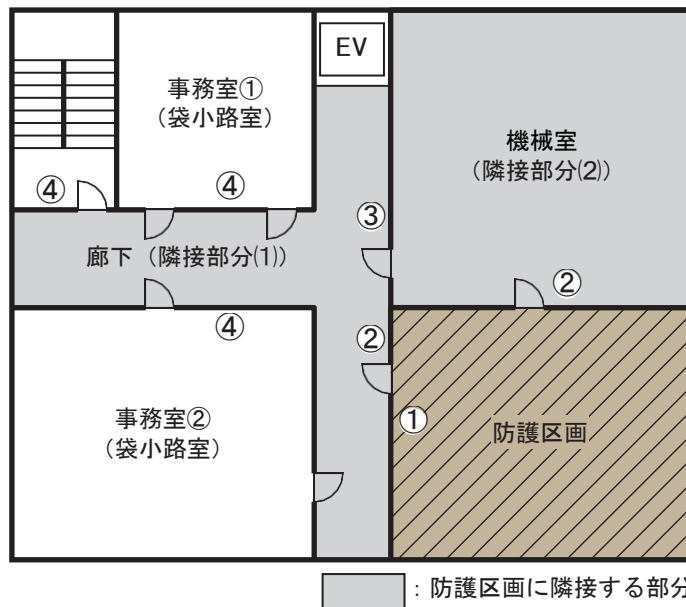 EV
事務室①
（袋小路室）
機械室
（隣接部分⑵）
④
④
③
廊下（隣接部分⑴）
②
④
②
事務室②
（袋小路室）
①
防護区画
：防護区画に隣接する部分